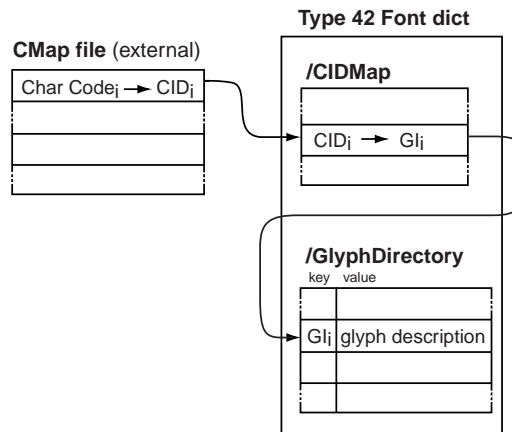 Type 42 Font dict
CMap file (external)
Char Codei → CIDi
/CIDMap
CIDi → GIi
/GlyphDirectory
key value
GIi glyph description